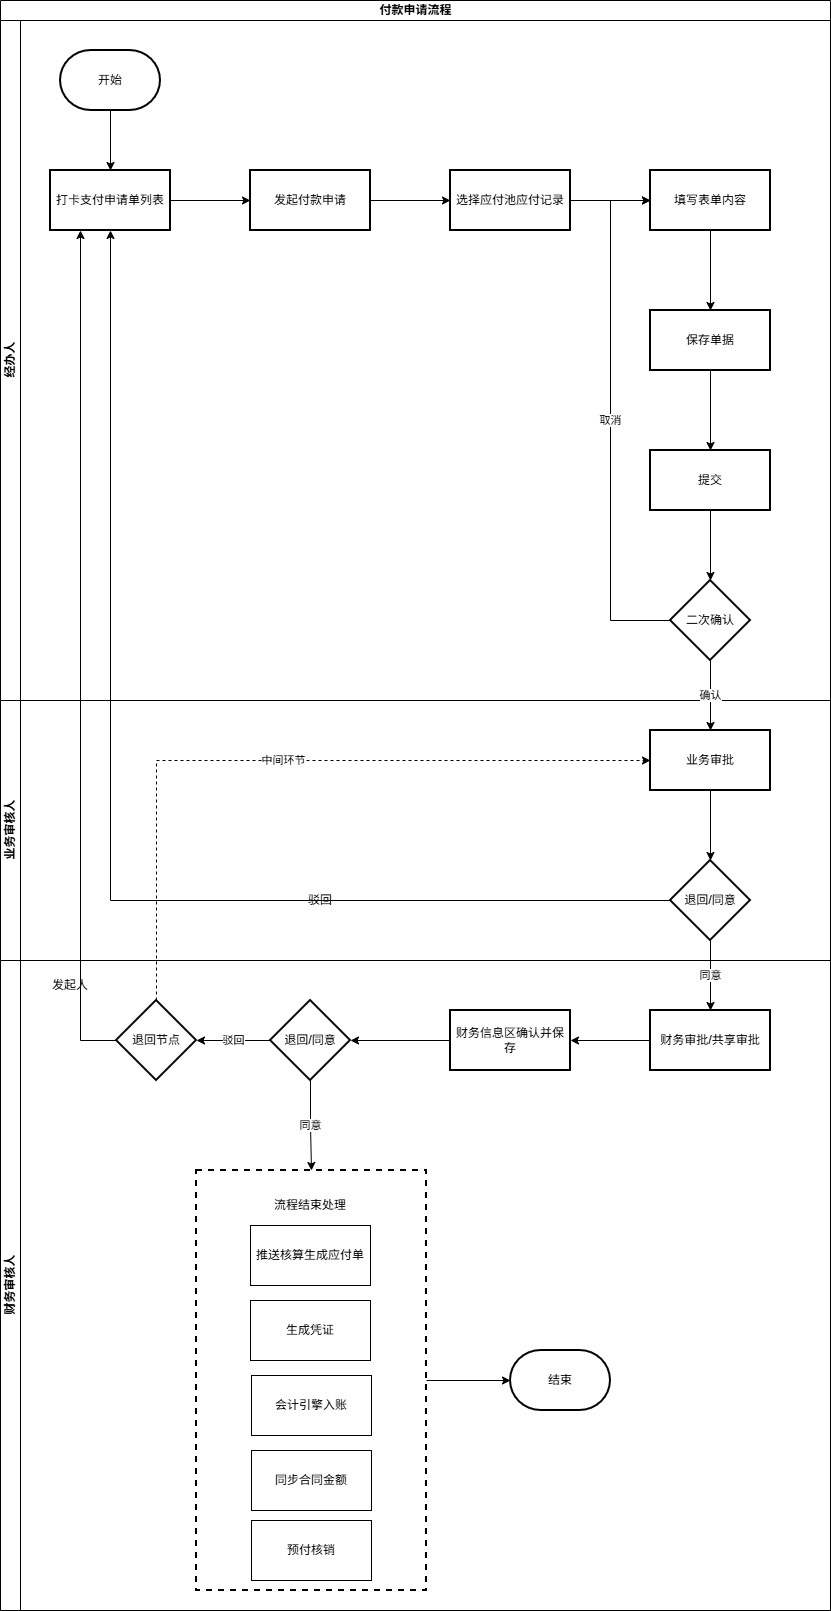 付款申请流程
经办人
开始
打卡支付申请单列表
发起付款申请
选择应付池应付记录
填写表单内容
保存单据
取消
提交
二次确认
确认
业务审核人
中间环节
业务审批
驳回
退回/同意
同意
财务审核人
发起人
退回节点
驳回
退回/同意
财务信息区确认并保
存
财务审批/共享审批
同意
流程结束处理
推送核算生成应付单
生成凭证
会计引擎入账
同步合同金额
预付核销
结束